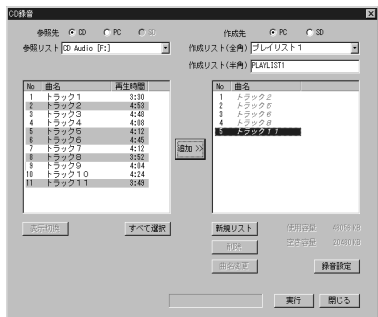 CD録音
参照先 CD PC SD
作成先 PC SD
参照リスト CD Audio [F:]
作成リスト(全角) プレイリスト1
作成リスト(半角) PLAYLIST1
No 曲名 再生時間
1 トラック1 3:30
2 トラック2 4:53
3 トラック3 4:48
4 トラック4 4:08
5 トラック5 4:12
6 トラック6 4:45
7 トラック7 4:12
8 トラック8 3:52
9 トラック9 4:04
10 トラック10 4:24
11 トラック11 3:49
追加 >>
No 曲名
1 トラック2
2 トラック5
3 トラック6
4 トラック8
5 トラック11
表示切換 すべて選択
新規リスト 使用容量
削除 空き容量 20480 KB
曲名変更 録音設定
実行 閉じる